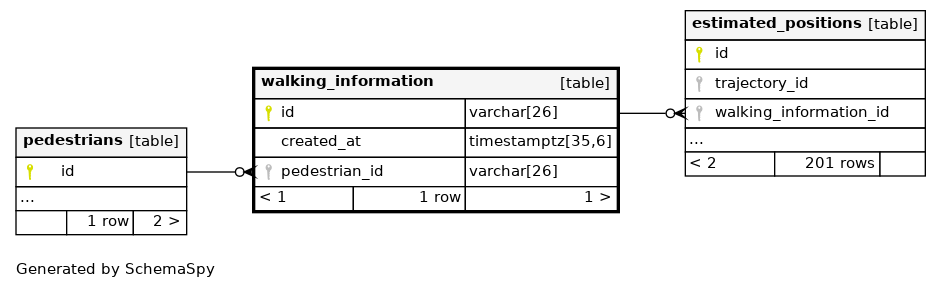 estimated_positions [table]
id
trajectory_id
walking_information_id
...
< 2 201 rows
walking_information [table]
id varchar[26]
created_at timestamptz[35,6]
pedestrian_id varchar[26]
< 1 1 row 1 >
pedestrians [table]
id
...
1 row 2 >
Generated by SchemaSpy